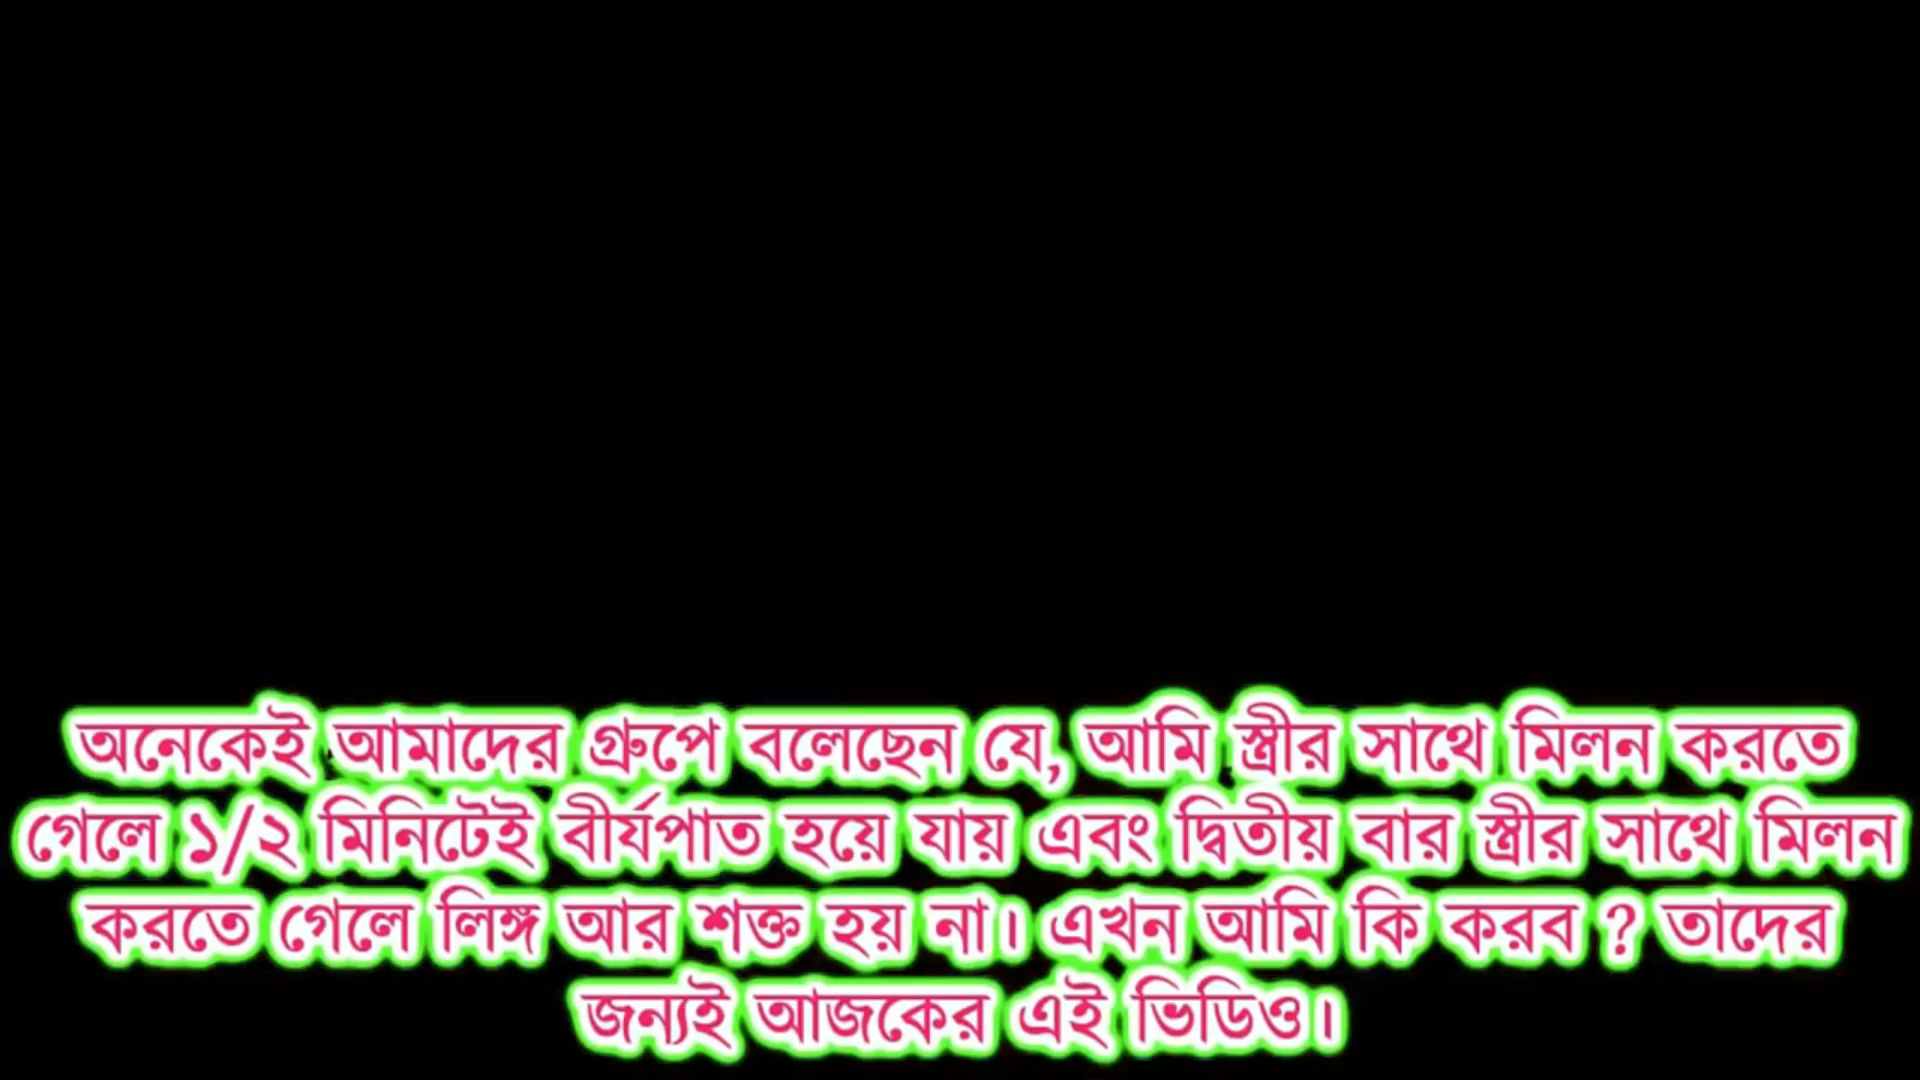 অনেকেই আমাদের গ্রুপে বলেছেন যে, আমি স্ত্রীর সাথে মিলন করতে
গেলে ১/২ মিনিটেই বীর্যপাত হয়ে যায় এবং দ্বিতীয় বার স্ত্রীর সাথে মিলন
করতে গেলে লিঙ্গ আর শক্ত হয় না। এখন আমি কি করব ? তাদের
জন্যই আজকের এই ভিডিও।